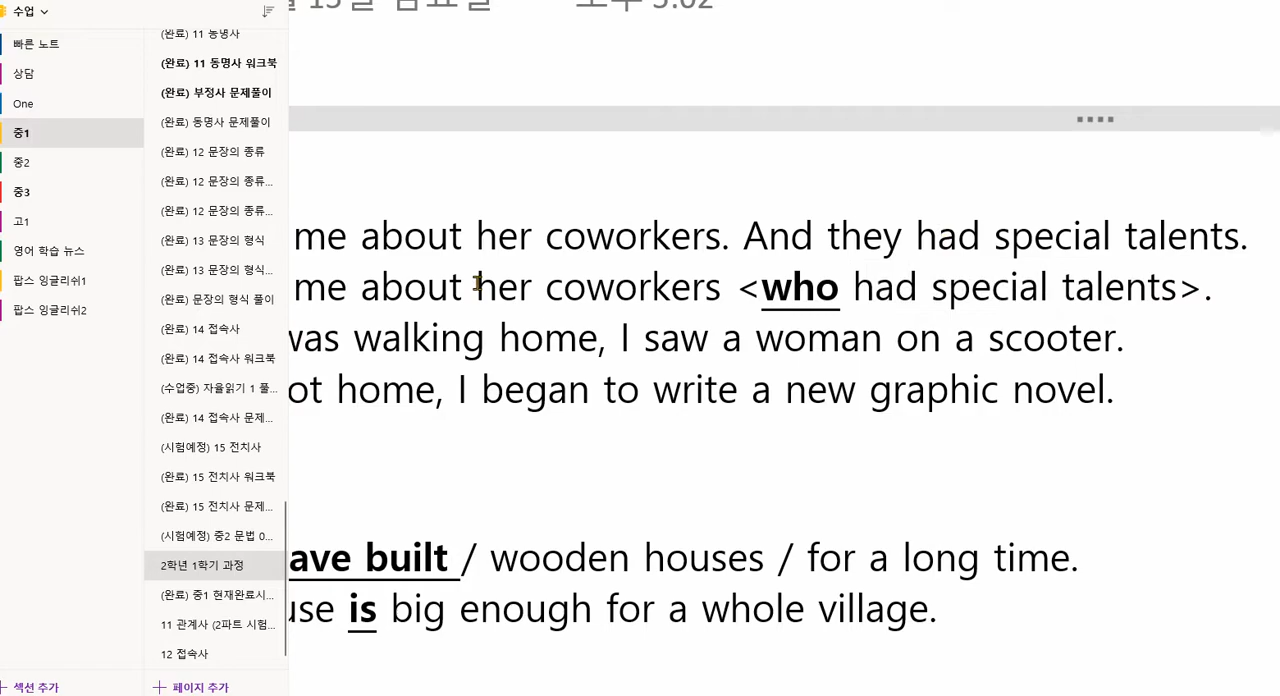 수업
빠른 노트
상담
One
중1
중2
중3
고1
영어 학습 뉴스
팝스 잉글리쉬1
팝스 잉글리쉬2
섹션 추가
(완료) 11 동명사
(완료) 11 동명사 워크북
(완료) 부정사 문제풀이
(완료) 동명사 문제풀이
(완료) 12 문장의 종류
(완료) 12 문장의 종류...
(완료) 12 문장의 종류...
(완료) 13 문장의 형식
(완료) 13 문장의 형식...
(완료) 문장의 형식 풀이
(완료) 14 접속사
(완료) 14 접속사 워크북
(수업중) 자율읽기 1 풀...
(완료) 14 접속사 문제...
(시험예정) 15 전치사
(완료) 15 전치사 워크북
(완료) 15 전치사 문제...
(시험예정) 중2 문법 0...
2학년 1학기 과정
(완료) 중1 현재완료시...
11 관계사 (2파트 시험...
12 접속사
페이지 추가
me about her coworkers. And they had special talents.
me about her coworkers <who had special talents>.
was walking home, I saw a woman on a scooter.
ot home, I began to write a new graphic novel.
ave built / wooden houses / for a long time.
use is big enough for a whole village.